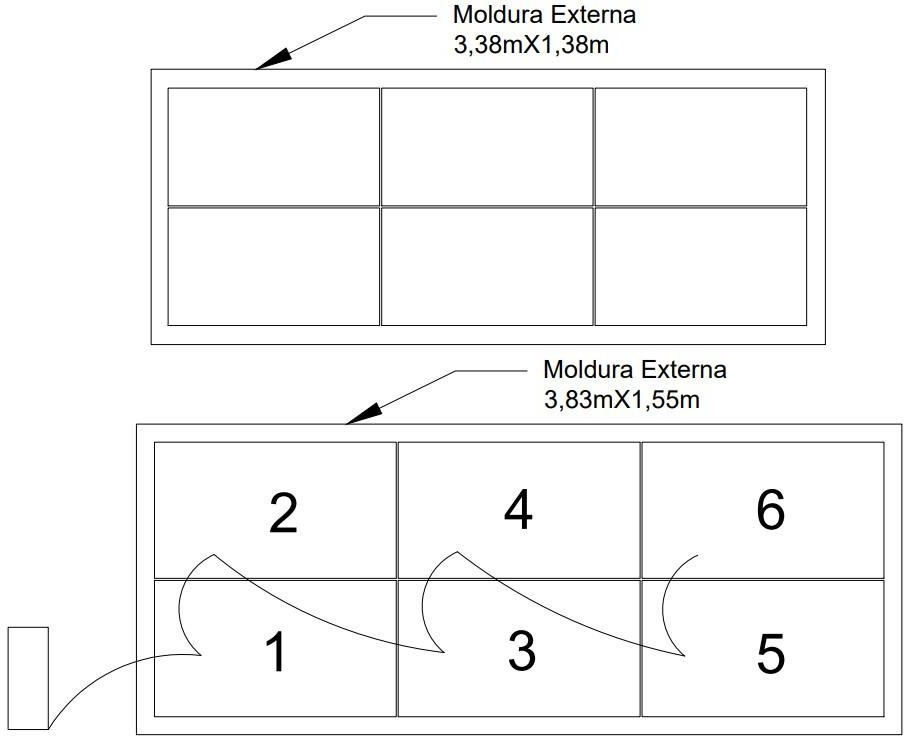 Moldura Externa
3,38mX1,38m
Moldura Externa
3,83mX1,55m
2 4 6
1 3 5